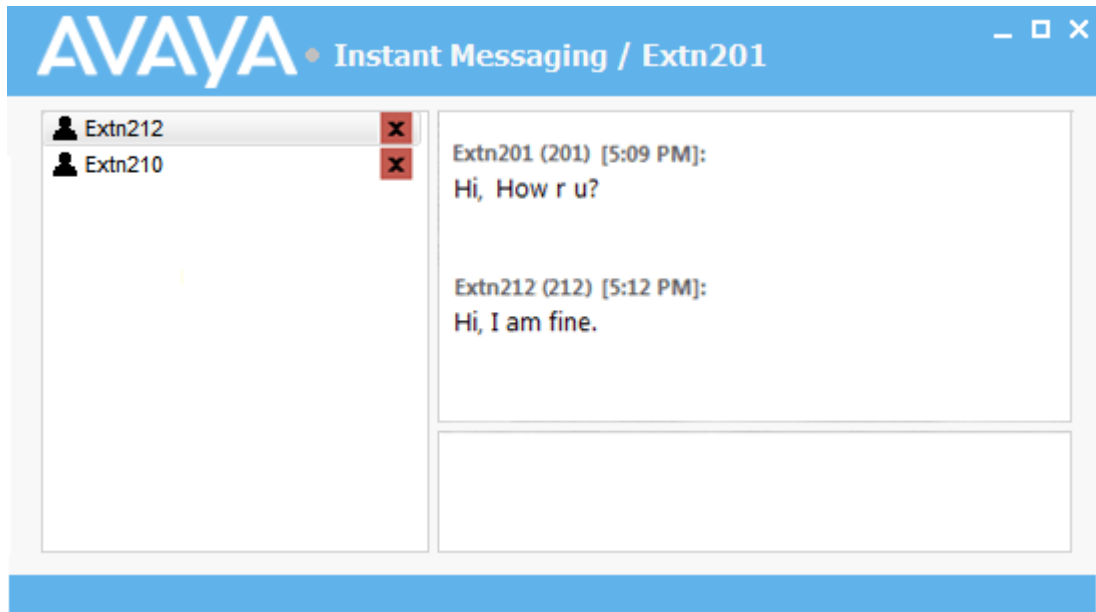 AVAYA • Instant Messaging / Extn201
Extn212
Extn210
Extn201 (201) [5:09 PM]:
Hi, How r u?
Extn212 (212) [5:12 PM]:
Hi, I am fine.